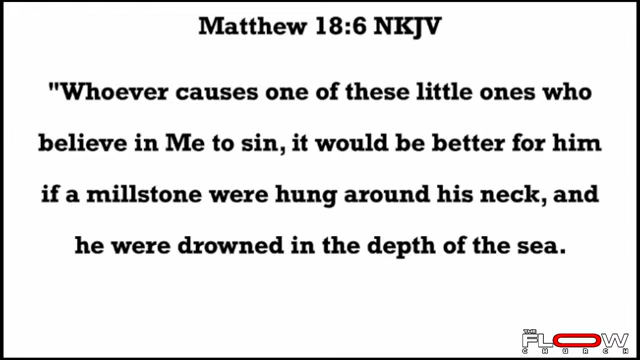 Matthew 18:6 NKJV
"Whoever causes one of these little ones who
believe in Me to sin, it would be better for him
if a millstone were hung around his neck, and
he were drowned in the depth of the sea.
THE
FLOW
CHURCH